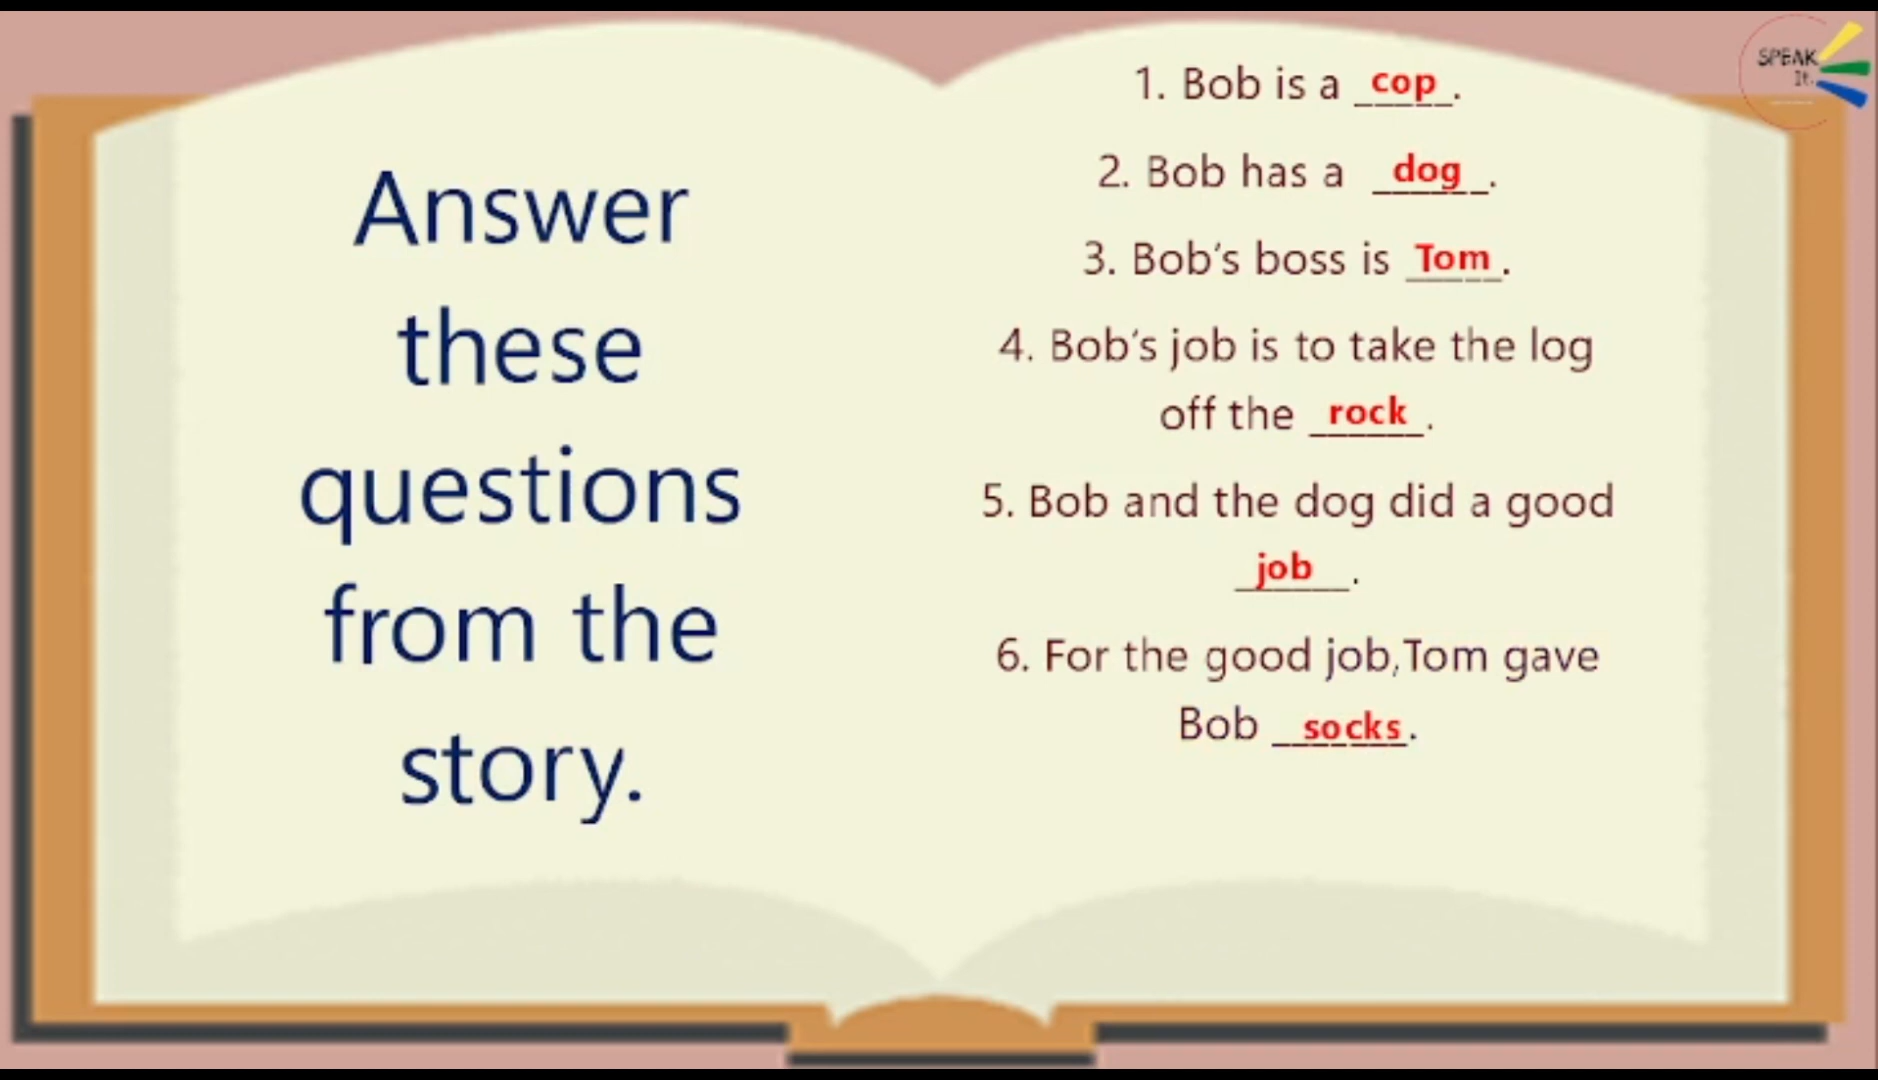 Answer
these
questions
from the
story.
1. Bob is a cop.
2. Bob has a dog.
3. Bob's boss is Tom.
4. Bob's job is to take the log
off the rock.
5. Bob and the dog did a good
job.
6. For the good job,Tom gave
Bob socks.
SPEAK
It.